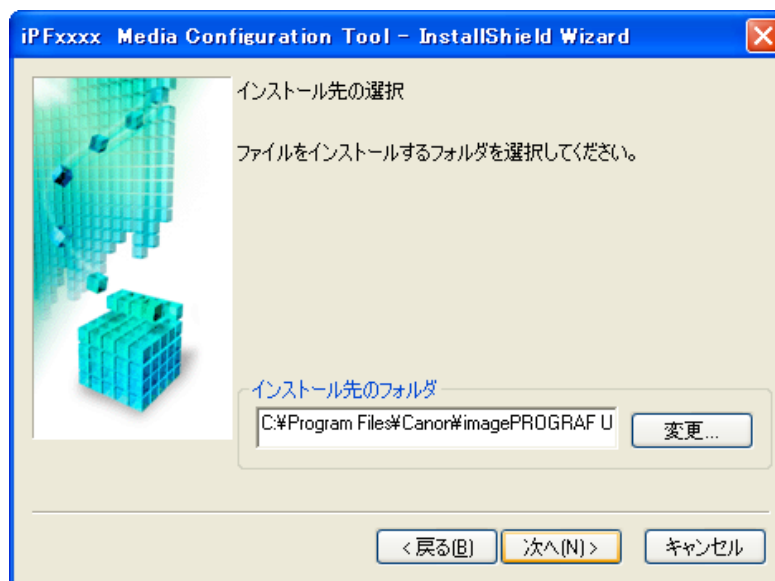 iPFxxxx Media Configuration Tool - InstallShield Wizard
インストール先の選択
ファイルをインストールするフォルダを選択してください。
インストール先のフォルダ
C:¥Program Files¥Canon¥imagePROGRAF U
変更...
< 戻る(B)
次へ(N) >
キャンセル